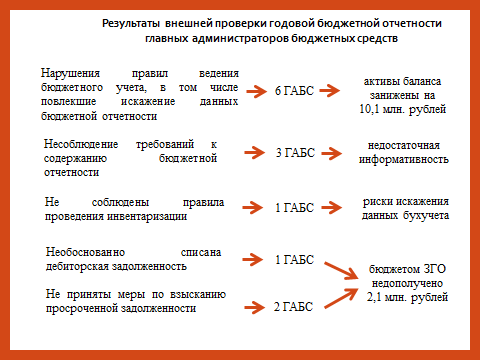 Результаты внешней проверки годовой бюджетной отчетности
главных администраторов бюджетных средств
Нарушения правил ведения
бюджетного учета, в том числе
повлекшие искажение данных
бюджетной отчетности
6 ГАБС
активы баланса
занижены на
10,1 млн. рублей
Несоблюдение требований к
содержанию бюджетной
отчетности
3 ГАБС
недостаточная
информативность
Не соблюдены правила
проведения инвентаризации
1 ГАБС
риски искажения
данных бухучета
Необоснованно списана
дебиторская задолженность
1 ГАБС
Не приняты меры по взысканию
просроченной задолженности
2 ГАБС
бюджетом ЗГО
недополучено
2,1 млн. рублей